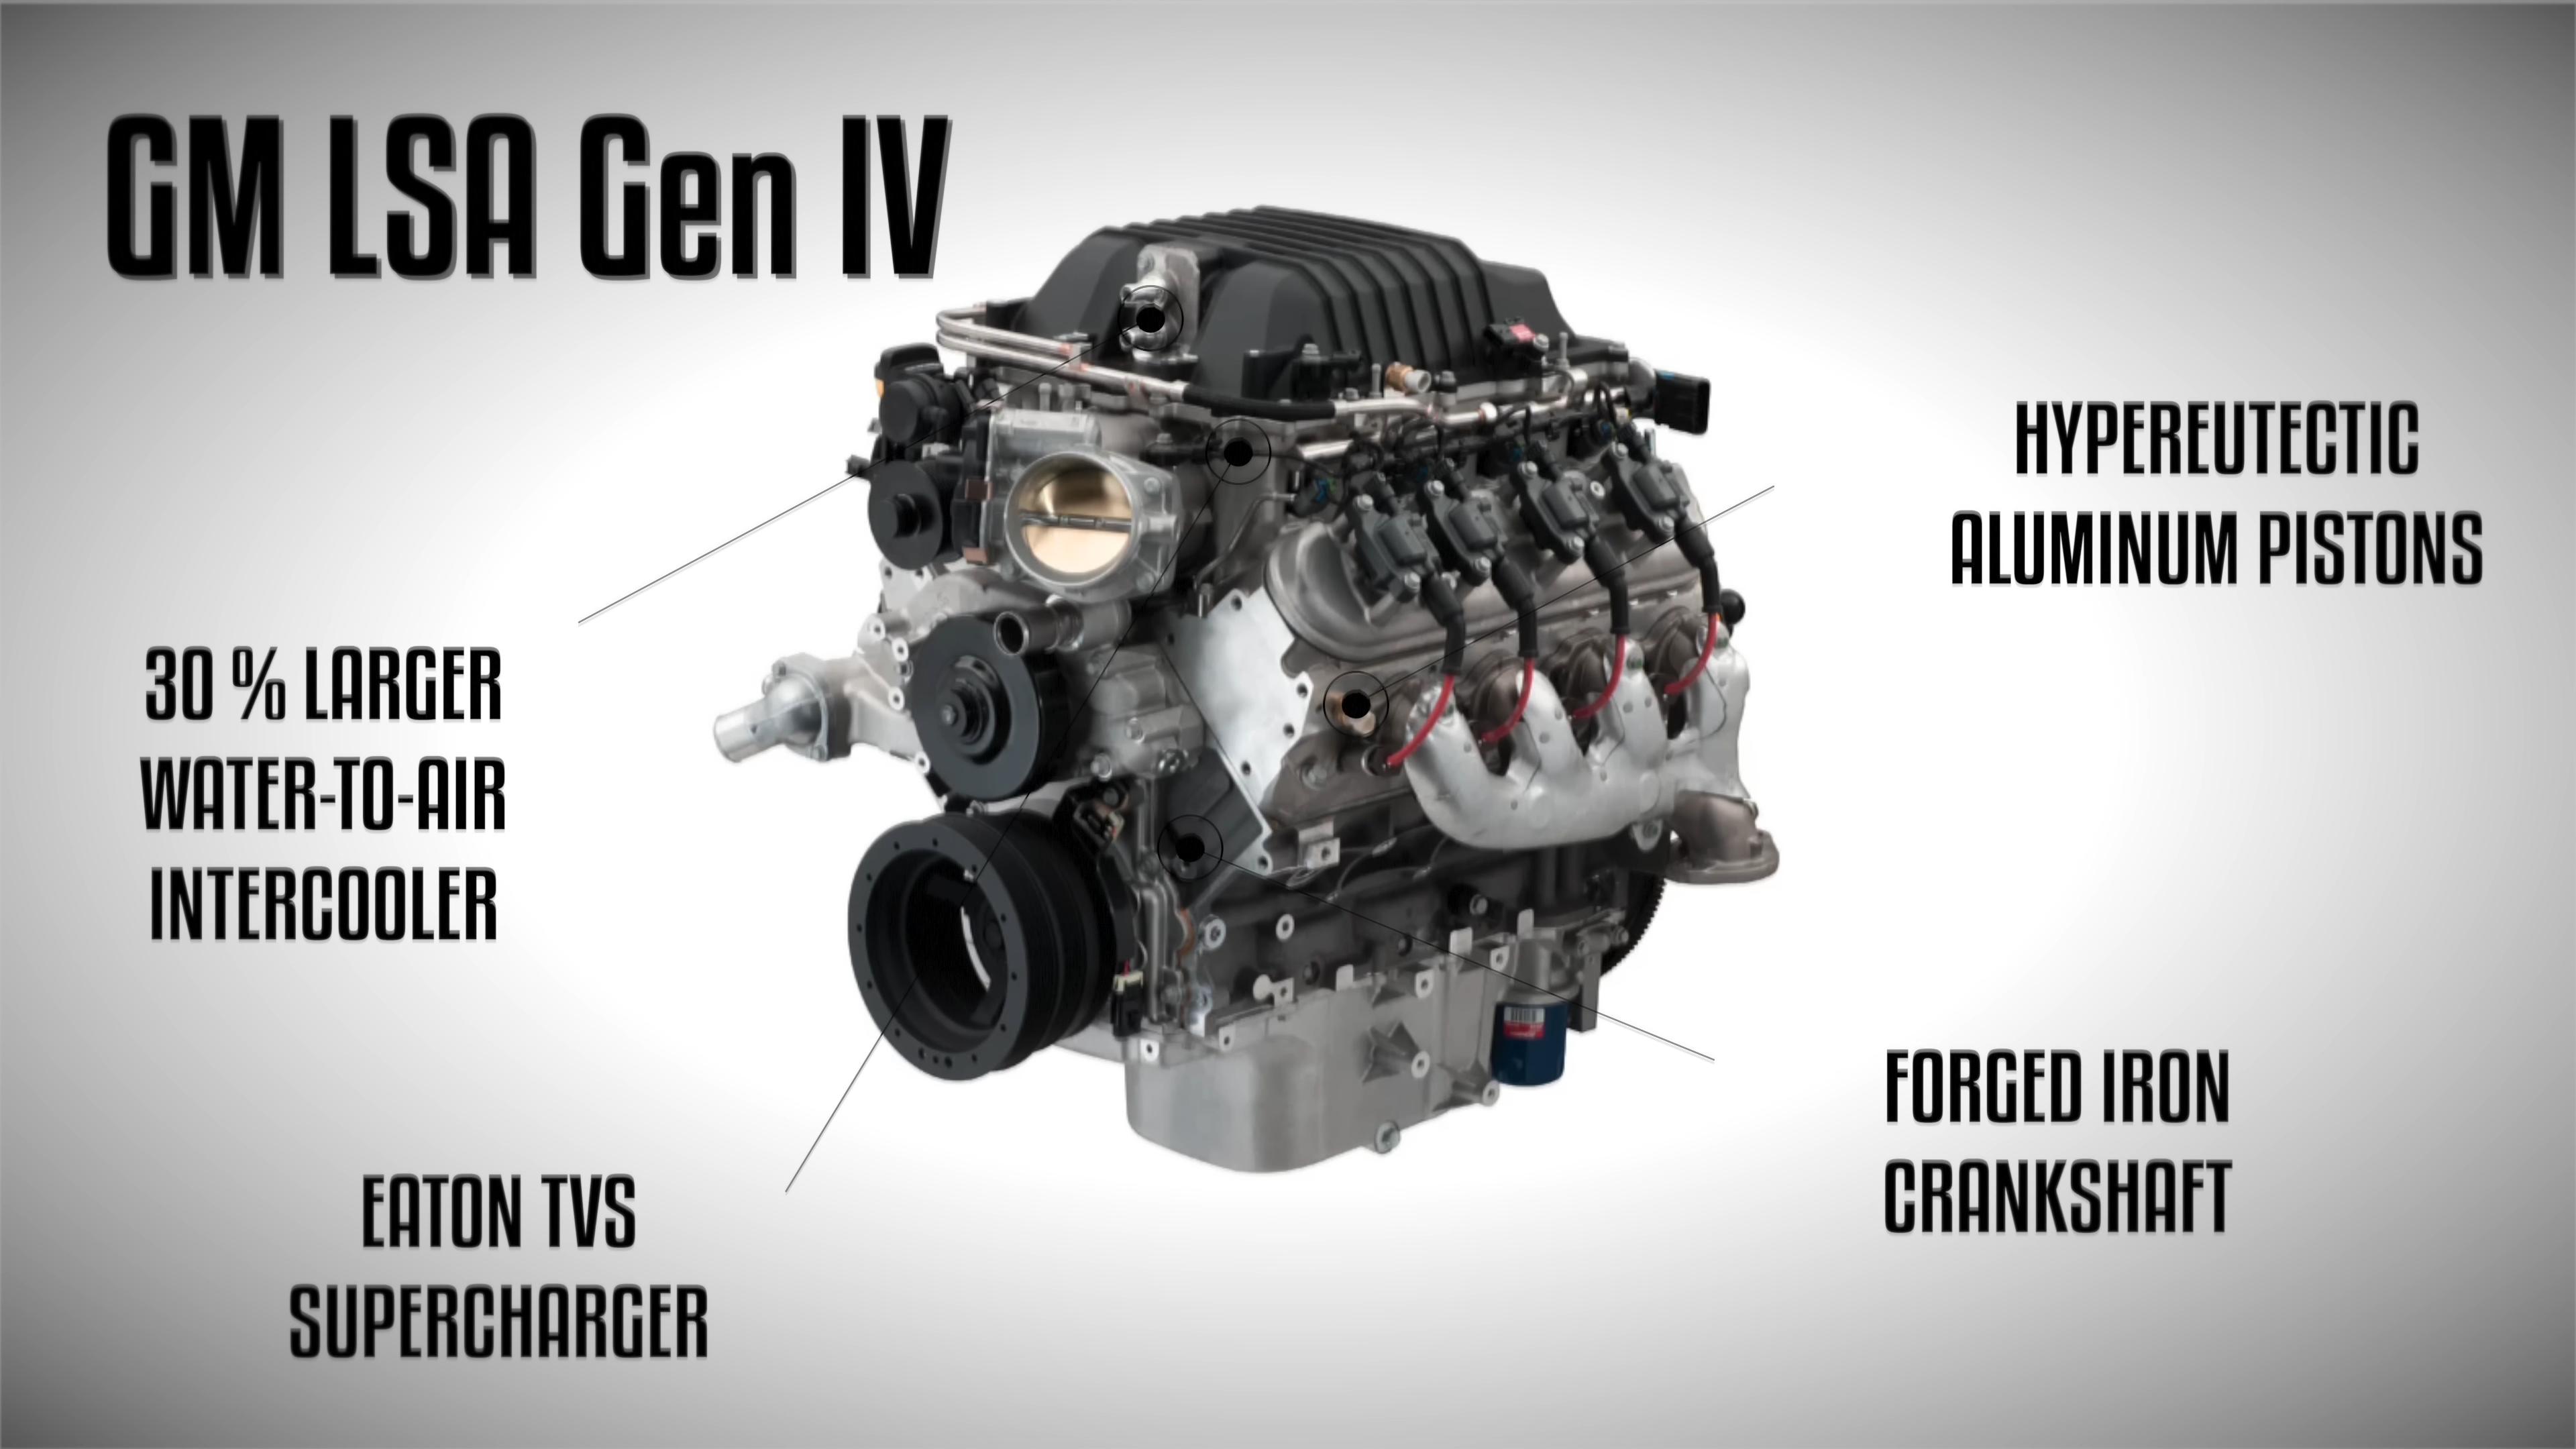 GM LSA Gen IV
HYPEREUTECTIC
ALUMINUM PISTONS
30 % LARGER
WATER-TO-AIR
INTERCOOLER
FORGED IRON
CRANKSHAFT
EATON TVS
SUPERCHARGER